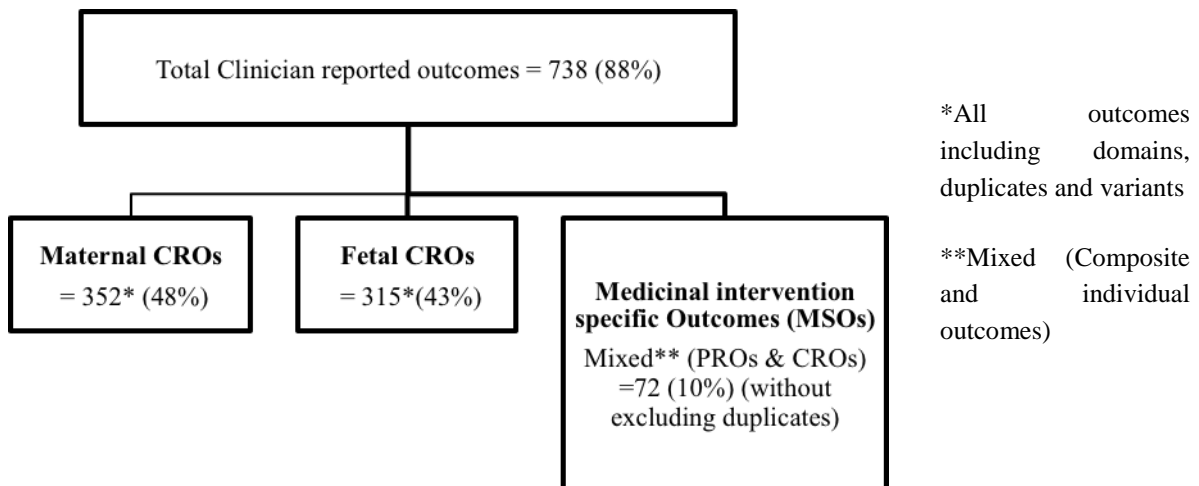 Total Clinician reported outcomes = 738 (88%)
Maternal CROs
= 352* (48%)
Fetal CROs
= 315*(43%)
Medicinal intervention
specific Outcomes (MSOs)
Mixed** (PROs & CROs)
=72 (10%) (without
excluding duplicates)
*All outcomes
including domains,
duplicates and variants
**Mixed (Composite
and individual
outcomes)